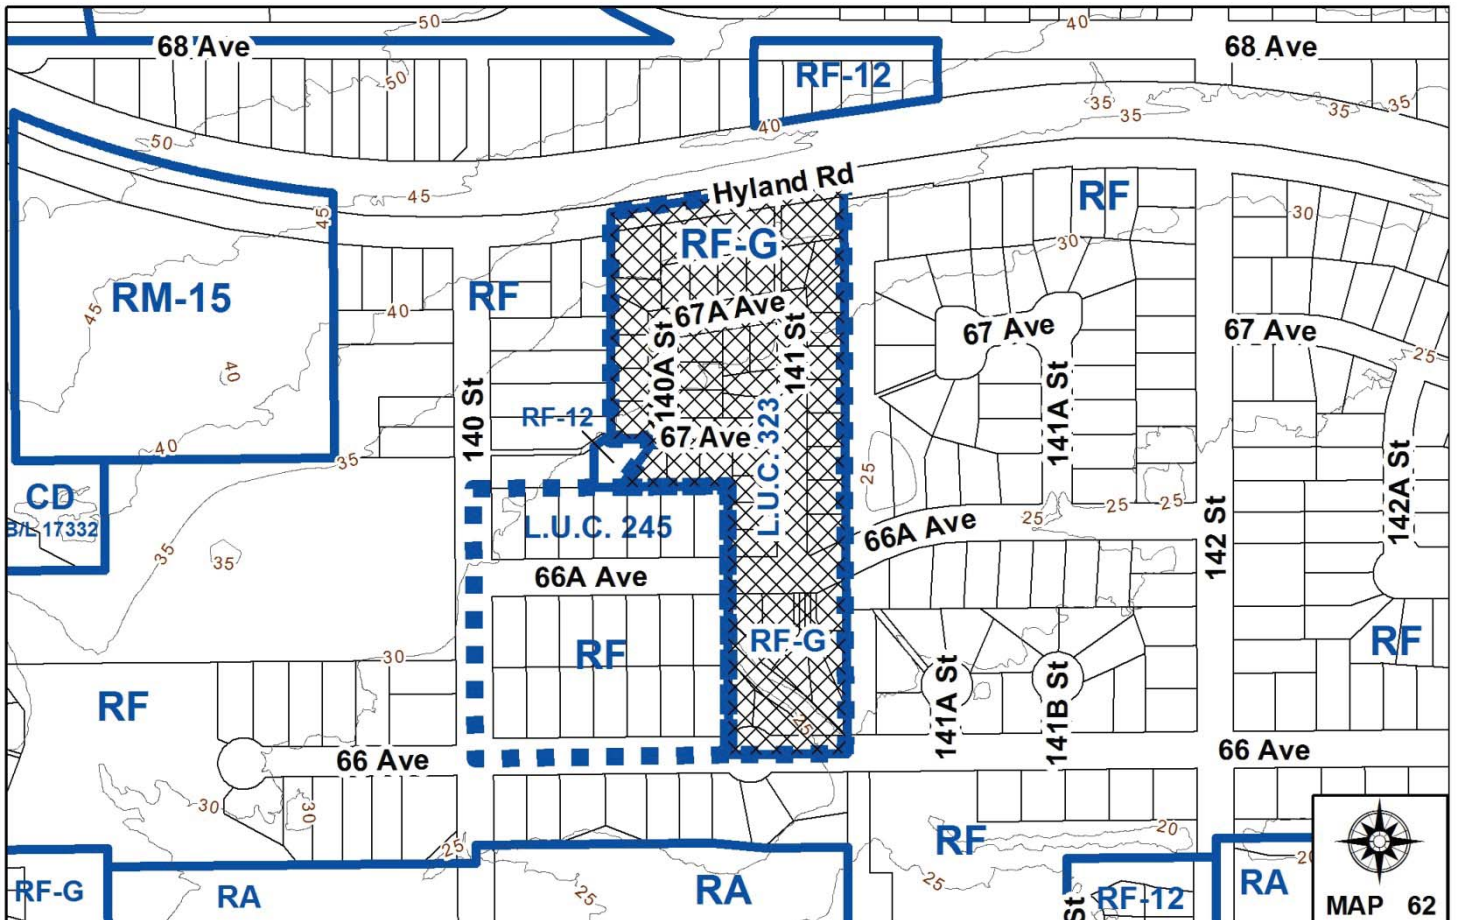 50
40
68 Ave
68 Ave
50
RF-12
35
35
35
35
40
50
45
Hyland Rd
RF
45
30
30
RF-G
RM-15
RF
45
40
67A Ave
67 Ave
67 Ave
40
140A St
141 St
25
140 St
141A St
RF-12
67 Ave
L.U.C. 323
40
35
25
142A St
CD
B/L 17332
25
25
25
142 St
L.U.C. 245
66A Ave
35
35
66A Ave
RF-G
RF
RF
30
RF
141A St
141B St
25
66 Ave
66 Ave
30
30
25
RF
20
20
RF-G
RA
25
RA
25
St
RF-12
RA
MAP 62